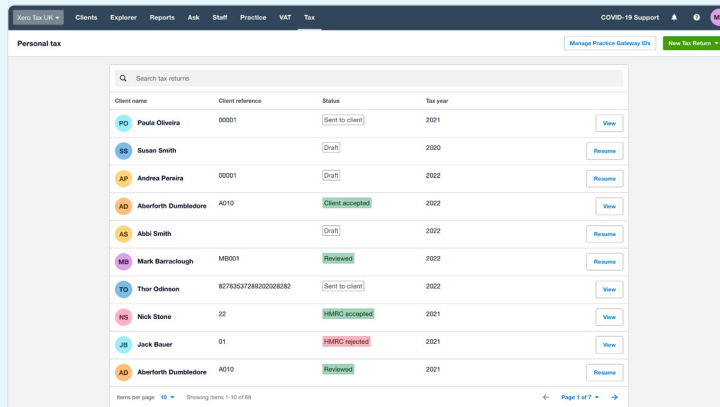 Xero Tax UK Clients Explorer Reports Ask Staff Practice VAT Tax COVID-19 Support ? M
Personal tax Manage Practice Gateway IDs New Tax Return
Search tax returns
Client name Client reference Status Tax year
PO Paula Oliveira 00001 Sent to client 2021 View
SS Susan Smith Draft 2020 Resume
AP Andrea Pereira 00001 Draft 2022 Resume
AD Aberforth Dumbledore A010 Client accepted 2022 View
AS Abbi Smith Draft 2022 Resume
MB Mark Barraclough MB001 Reviewed 2022 Resume
TO Thor Odinson 82763537289202028282 Sent to client 2022 View
NS Nick Stone 22 HMRC accepted 2021 View
JB Jack Bauer 01 HMRC rejected 2021 View
AD Aberforth Dumbledore A010 Reviewed 2021 Resume
Items per page 10 Showing items 1-10 of 68 Page 1 of 7